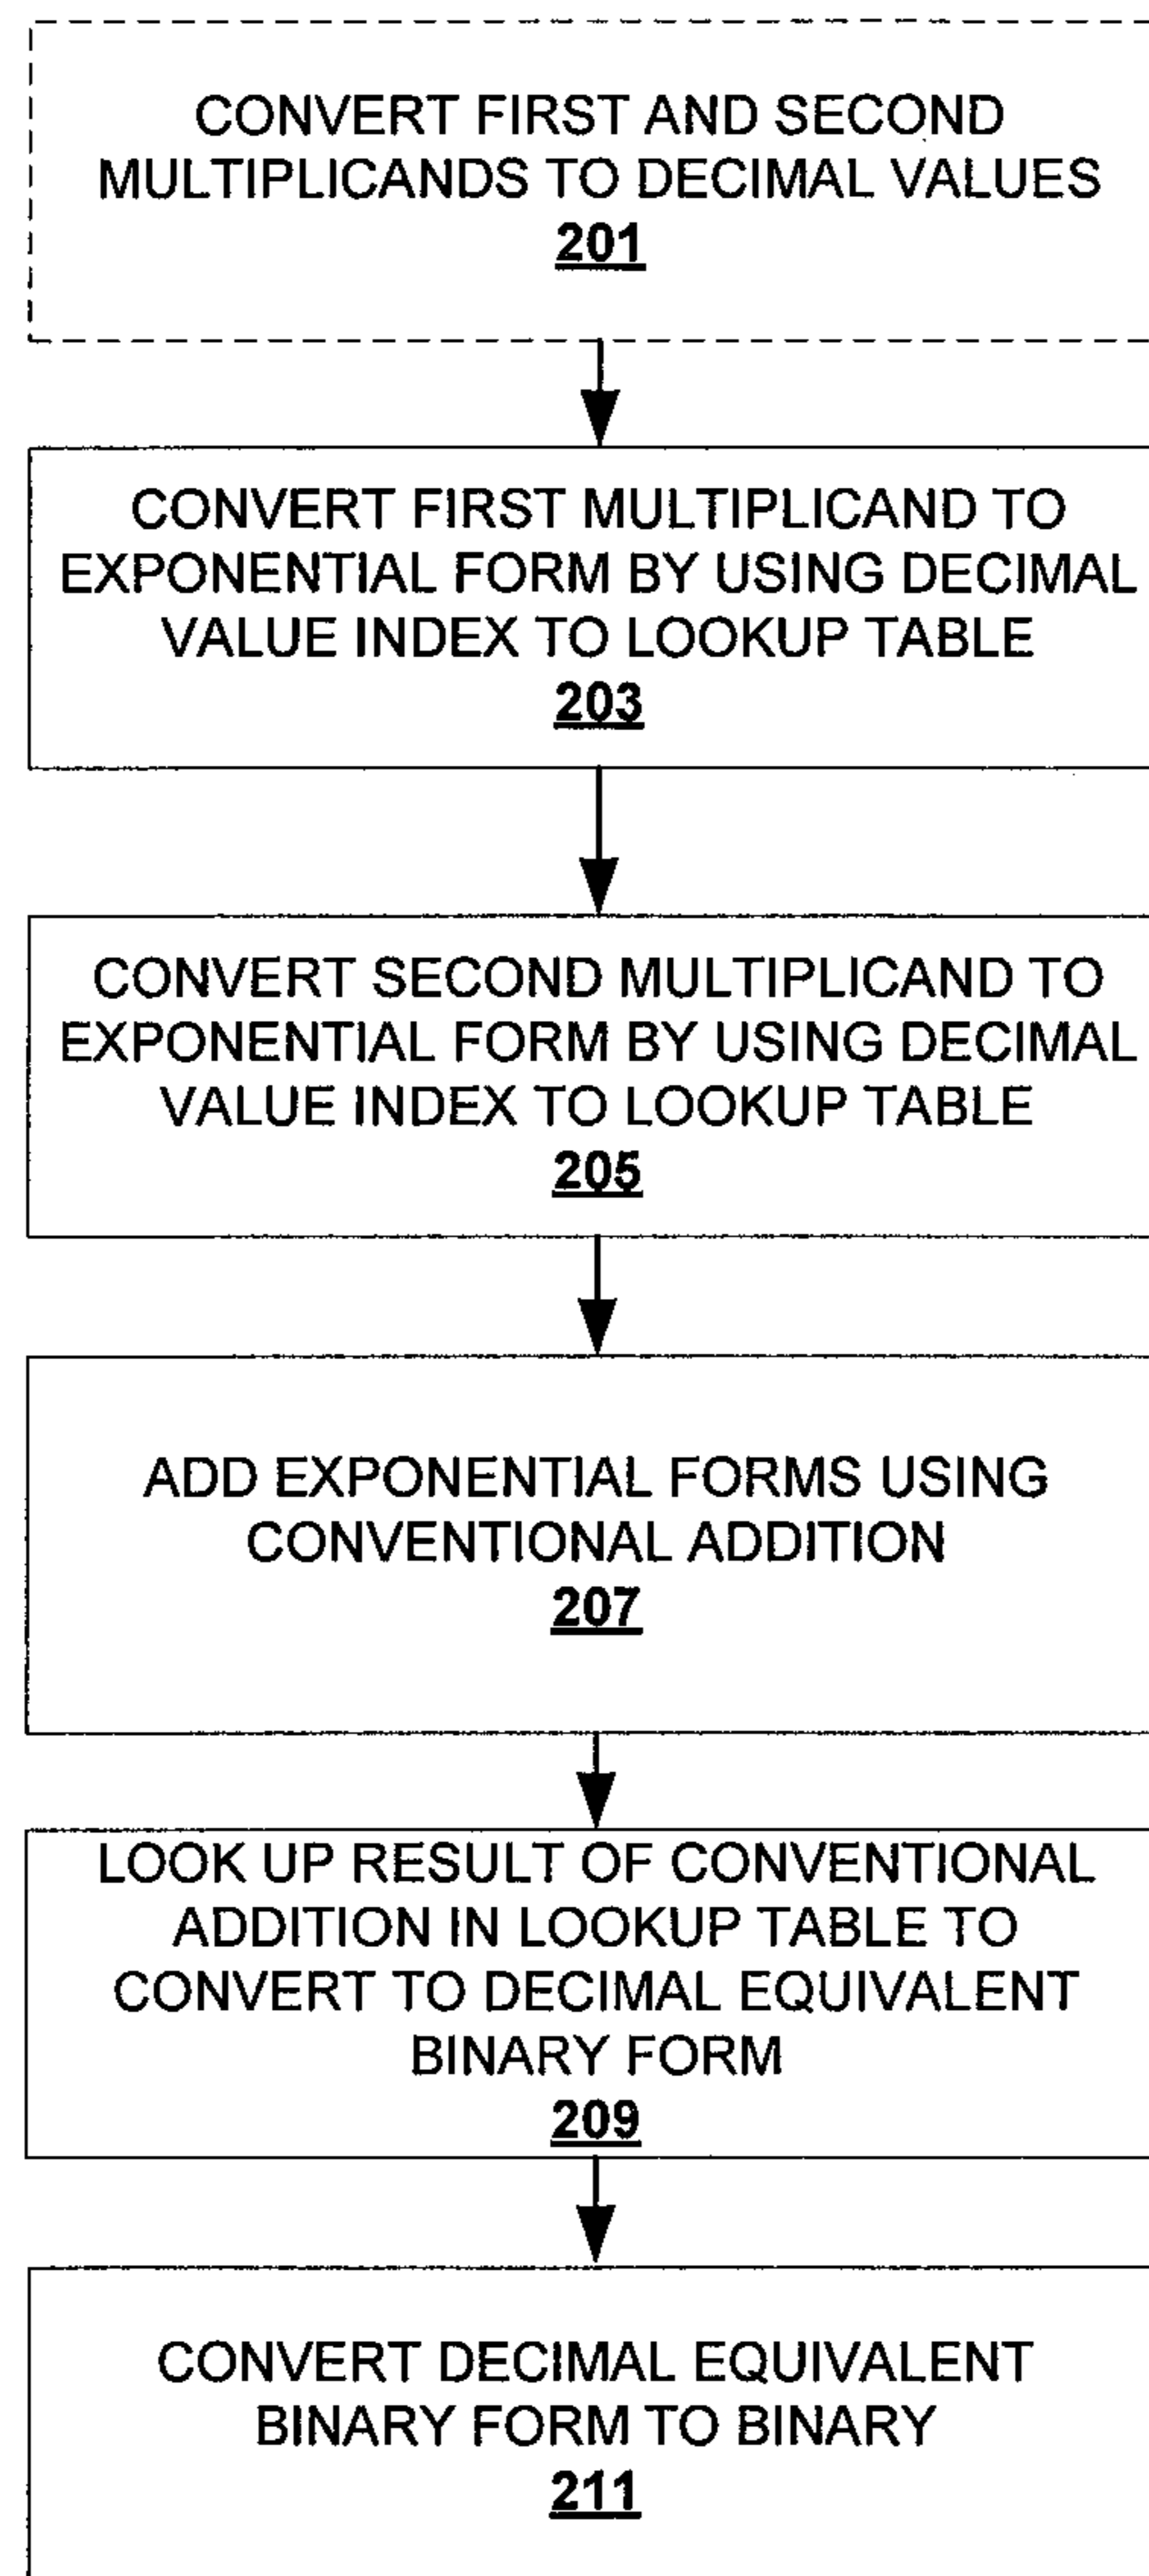 CONVERT FIRST AND SECOND
MULTIPLICANDS TO DECIMAL VALUES
201
CONVERT FIRST MULTIPLICAND TO
EXPONENTIAL FORM BY USING DECIMAL
VALUE INDEX TO LOOKUP TABLE
203
CONVERT SECOND MULTIPLICAND TO
EXPONENTIAL FORM BY USING DECIMAL
VALUE INDEX TO LOOKUP TABLE
205
ADD EXPONENTIAL FORMS USING
CONVENTIONAL ADDITION
207
LOOK UP RESULT OF CONVENTIONAL
ADDITION IN LOOKUP TABLE TO
CONVERT TO DECIMAL EQUIVALENT
BINARY FORM
209
CONVERT DECIMAL EQUIVALENT
BINARY FORM TO BINARY
211